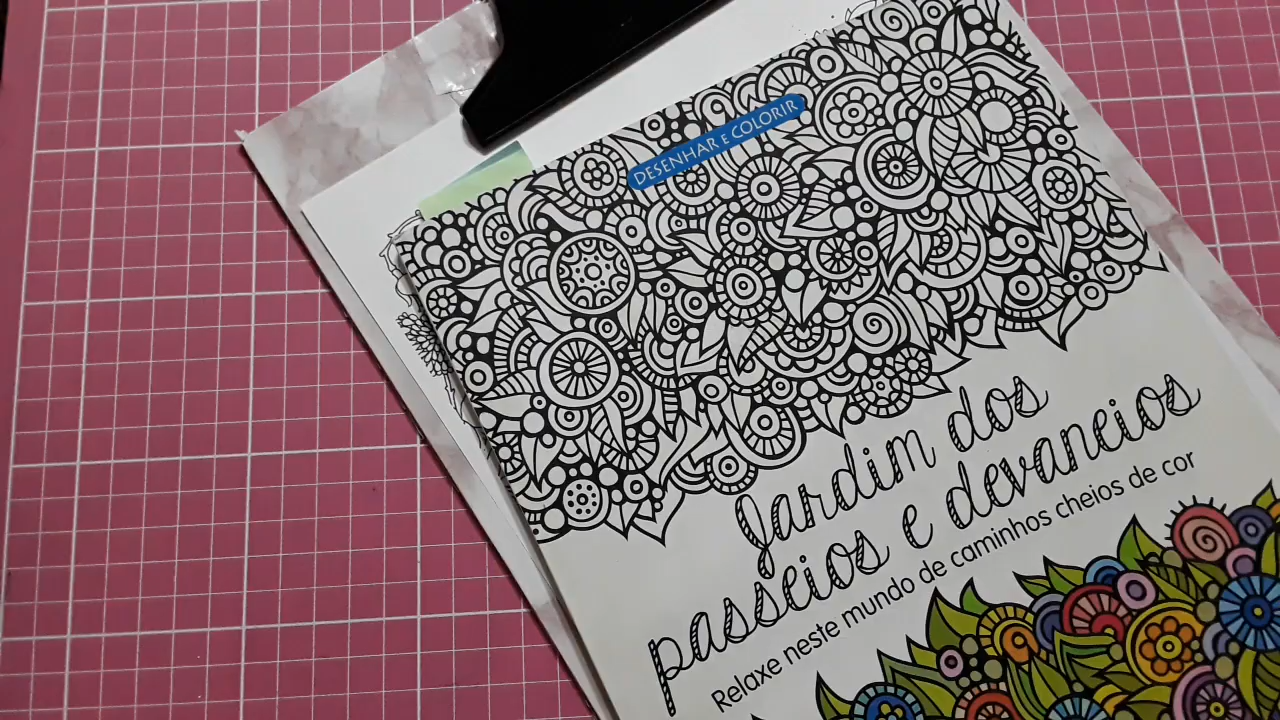 DESENHAR E COLORIR
Jardim dos
passeios e devaneios
Relaxe neste mundo de caminhos cheios de cor